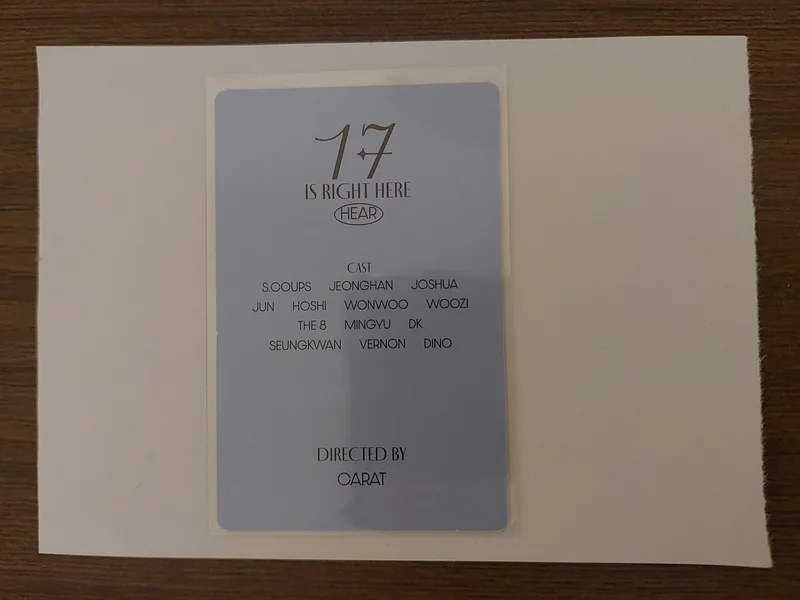 17
IS RIGHT HERE
HEAR
CAST
S.COUPS JEONGHAN JOSHUA
JUN HOSHI WONWOO WOOZI
THE 8 MINGYU DK
SEUNGKWAN VERNON DINO
DIRECTED BY
CARAT